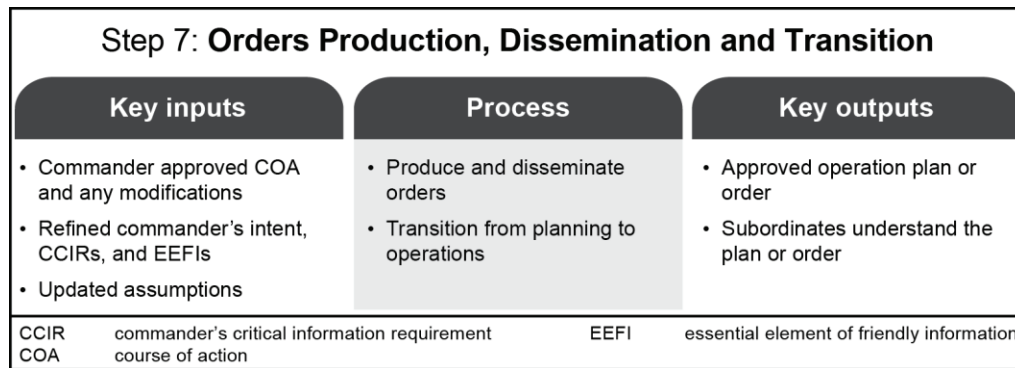 Step 7: Orders Production, Dissemination and Transition
Key inputs
• Commander approved COA
and any modifications
• Refined commander's intent,
CCIRs, and EEFIs
• Updated assumptions
Process
• Produce and disseminate
orders
• Transition from planning to
operations
Key outputs
• Approved operation plan or
order
• Subordinates understand the
plan or order
CCIR commander's critical information requirement EEFI essential element of friendly information
COA course of action